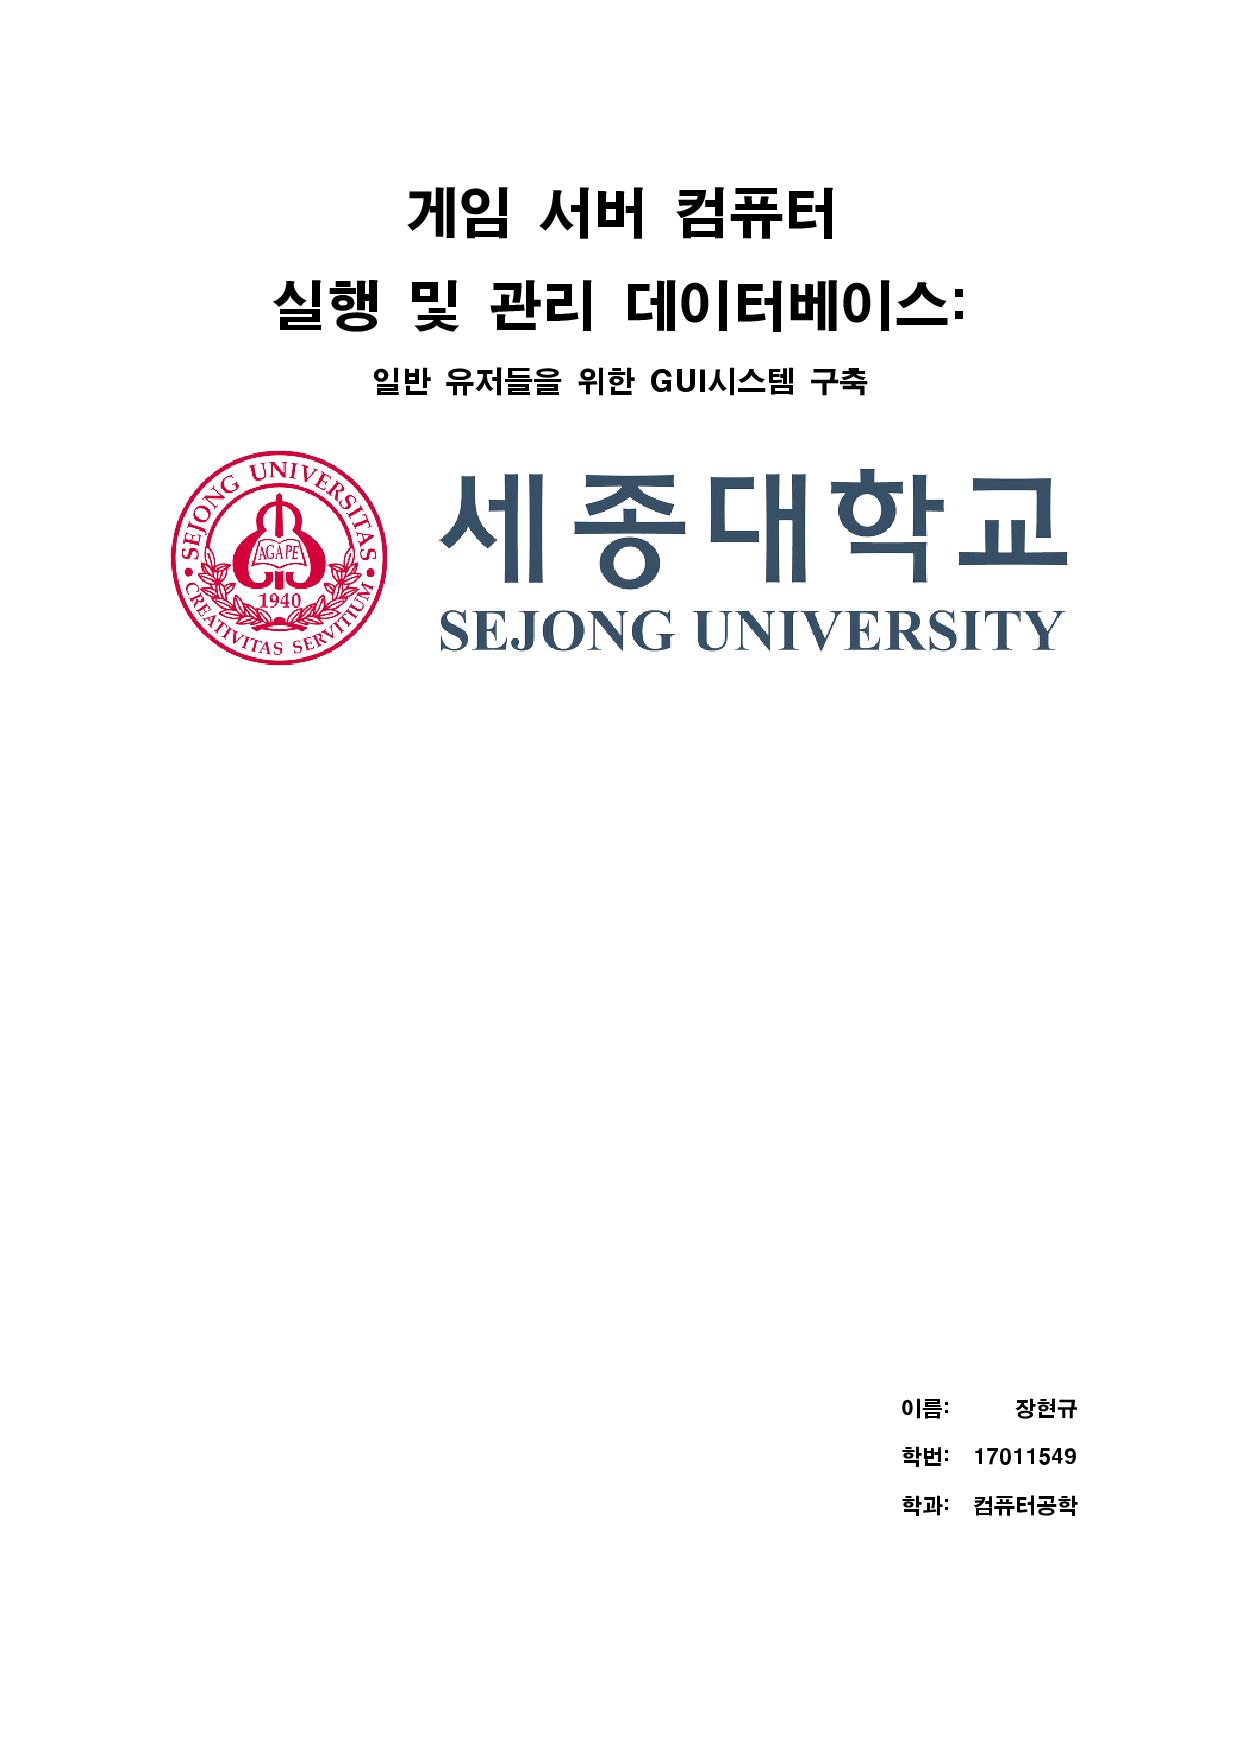 게임 서버 컴퓨터
실행 및 관리 데이터베이스:
일반 유저들을 위한 GUI시스템 구축
SEJONG UNIVERSITAS
AGAPE
1940
CREATIVITAS SERVITIUM
세종대학교
SEJONG UNIVERSITY
이름: 장현규
학번: 17011549
학과: 컴퓨터공학